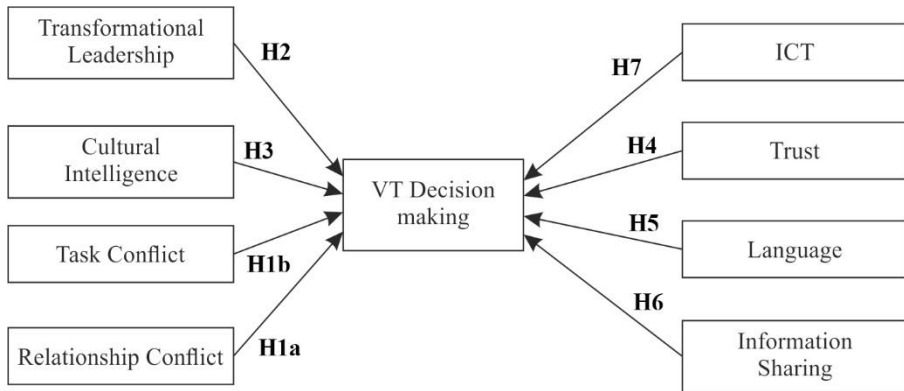 Transformational
Leadership
H2
Cultural
Intelligence
H3
Task Conflict
H1b
Relationship Conflict
H1a
VT Decision
making
H7
ICT
H4
Trust
H5
Language
H6
Information
Sharing